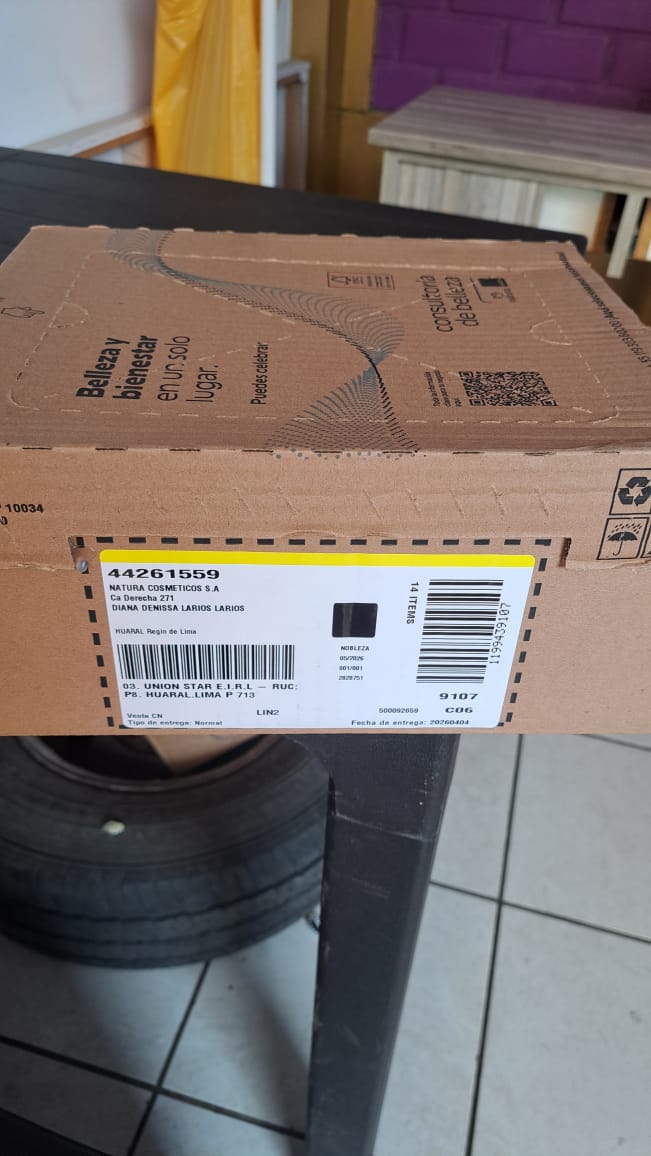 Belleza y
bienestar
en un solo
lugar.
Puedes celebrar
consultoría
de belleza
10034
44261559
NATURA COSMETICOS S.A
Ca Derecha 271
DIANA DENISSA LARIOS LARIOS
HUARAL Regin de Lima
NOBLEZA
05/2026
001/001
2828751
14 ITEMS
1199439107
03. UNION STAR E.I.R.L – RUC:
P8. HUARAL.LIMA P 713
9107
Venta CN
LIN2
500092659
C06
Tipo de entrega: Normal
Fecha de entrega: 20260404